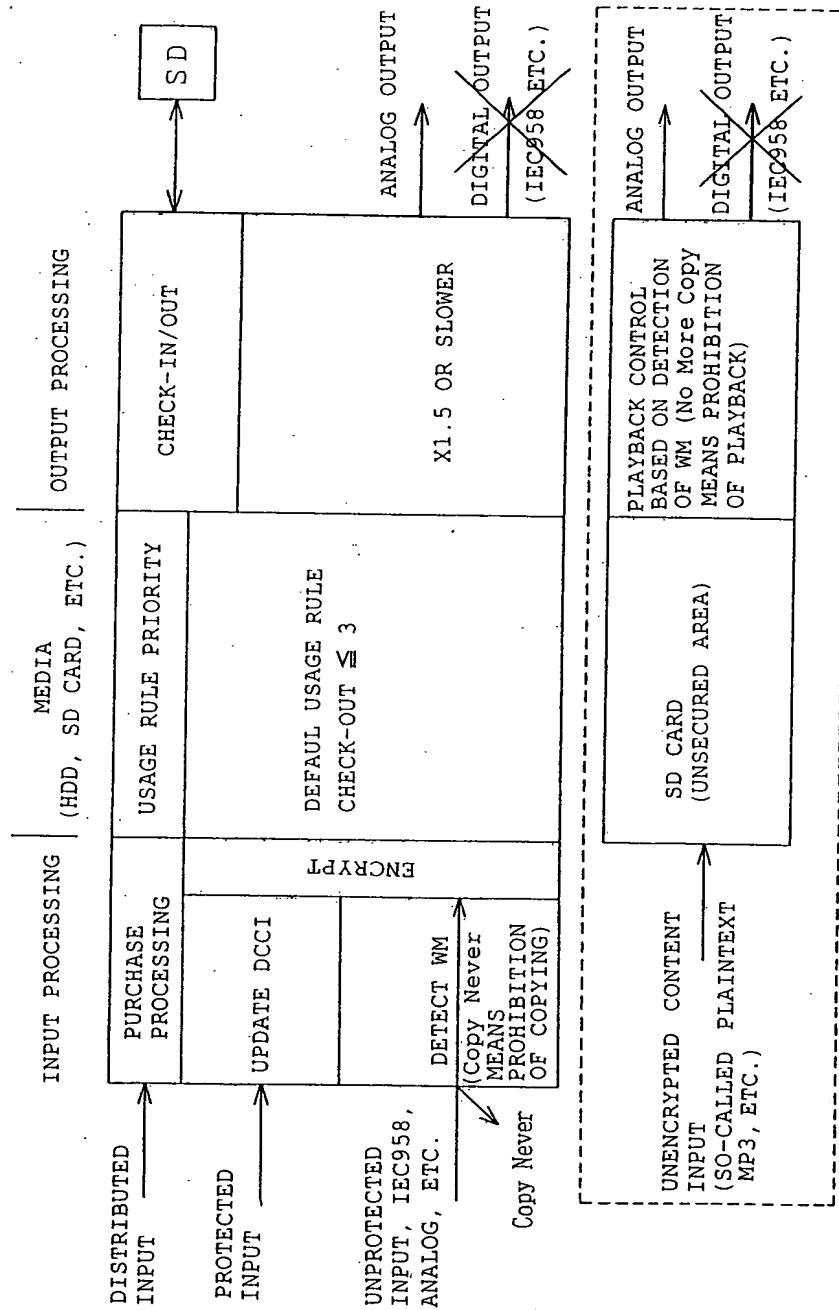 INPUT PROCESSING
MEDIA
(HDD, SD CARD, ETC.)
OUTPUT PROCESSING
DISTRIBUTED
INPUT
PURCHASE
PROCESSING
USAGE RULE PRIORITY
CHECK-IN/OUT
SD
PROTECTED
INPUT
UPDATE DCCI
ENCRYPT
DEFAUL USAGE RULE
CHECK-OUT ≦ 3
X1.5 OR SLOWER
ANALOG OUTPUT
DIGITAL OUTPUT
(IEC958 ETC.)
UNPROTECTED
INPUT, IEC958,
ANALOG, ETC.
DETECT WM
(Copy Never
MEANS
PROHIBITION
OF COPYING)
Copy Never
UNENCRYPTED CONTENT
INPUT
(SO-CALLED PLAINTEXT
MP3, ETC.)
SD CARD
(UNSECURED AREA)
PLAYBACK CONTROL
BASED ON DETECTION
OF WM (No More Copy
MEANS PROHIBITION
OF PLAYBACK)
ANALOG OUTPUT
DIGITAL OUTPUT
(IEC958 ETC.)